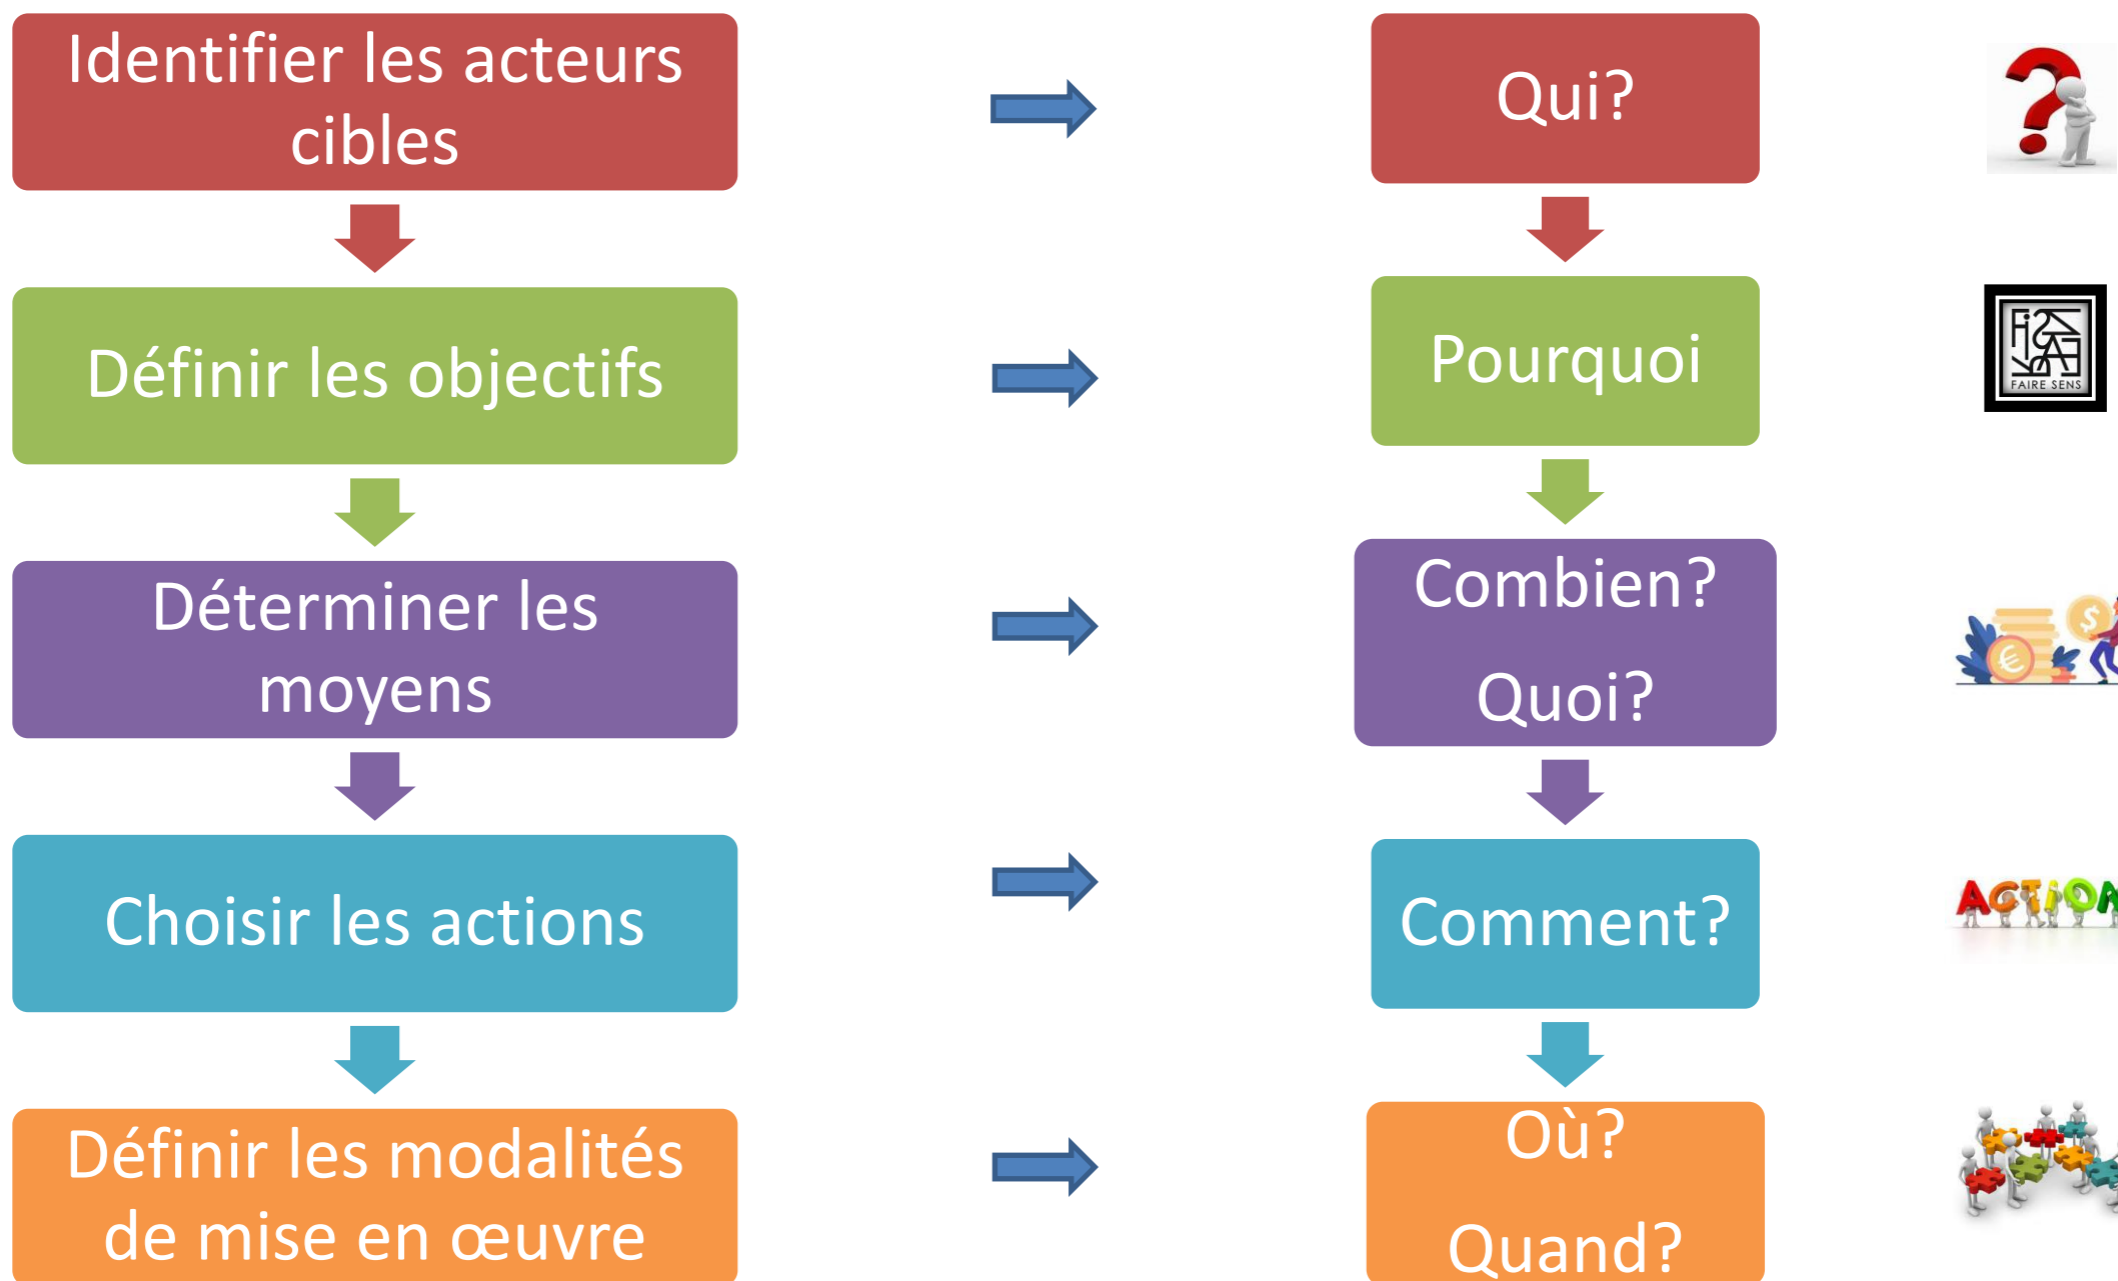 Identifier les acteurs
cibles
Qui?
Définir les objectifs
Pourquoi
FAIRE SENS
Déterminer les
moyens
Combien?
Quoi?
$
€
Choisir les actions
Comment?
ACTION
Définir les modalités
de mise en œuvre
Où?
Quand?